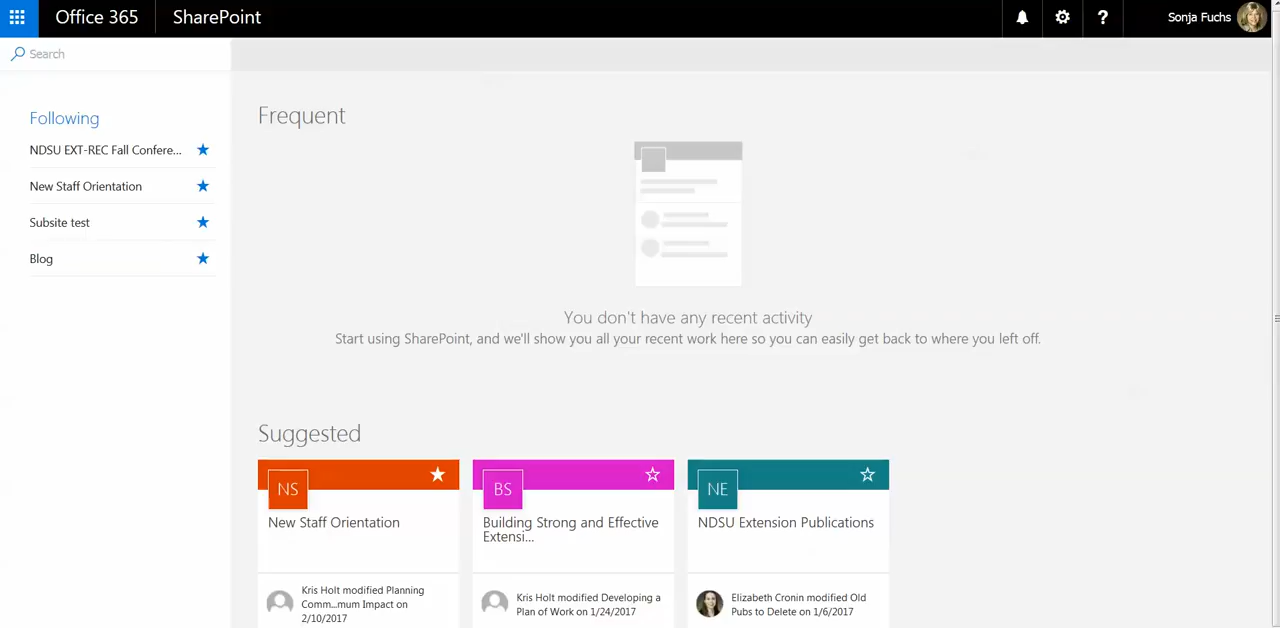 Office 365
SharePoint
?
Sonja Fuchs
Search
Following
NDSU EXT-REC Fall Confere...
New Staff Orientation
Subsite test
Blog
Frequent
You don't have any recent activity
Start using SharePoint, and we'll show you all your recent work here so you can easily get back to where you left off.
Suggested
NS
New Staff Orientation
Kris Holt modified Planning
Comm...mum Impact on
2/10/2017
BS
Building Strong and Effective
Extensi...
Kris Holt modified Developing a
Plan of Work on 1/24/2017
NE
NDSU Extension Publications
Elizabeth Cronin modified Old
Pubs to Delete on 1/6/2017